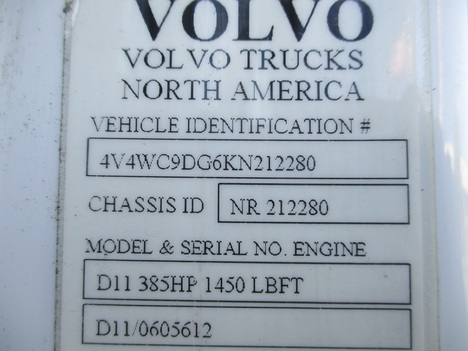 VOLVO
VOLVO TRUCKS
NORTH AMERICA
VEHICLE IDENTIFICATION #
4V4WC9DG6KN212280
CHASSIS ID NR 212280
MODEL & SERIAL NO. ENGINE
D11 385HP 1450 LBFT
D11/0605612